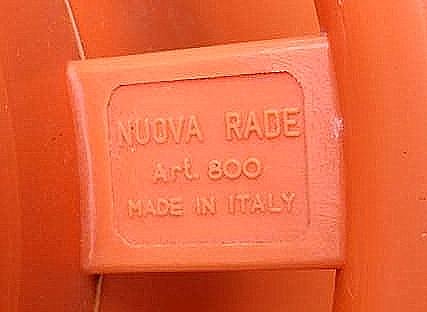 NUOVA RADE
Art. 800
MADE IN ITALY